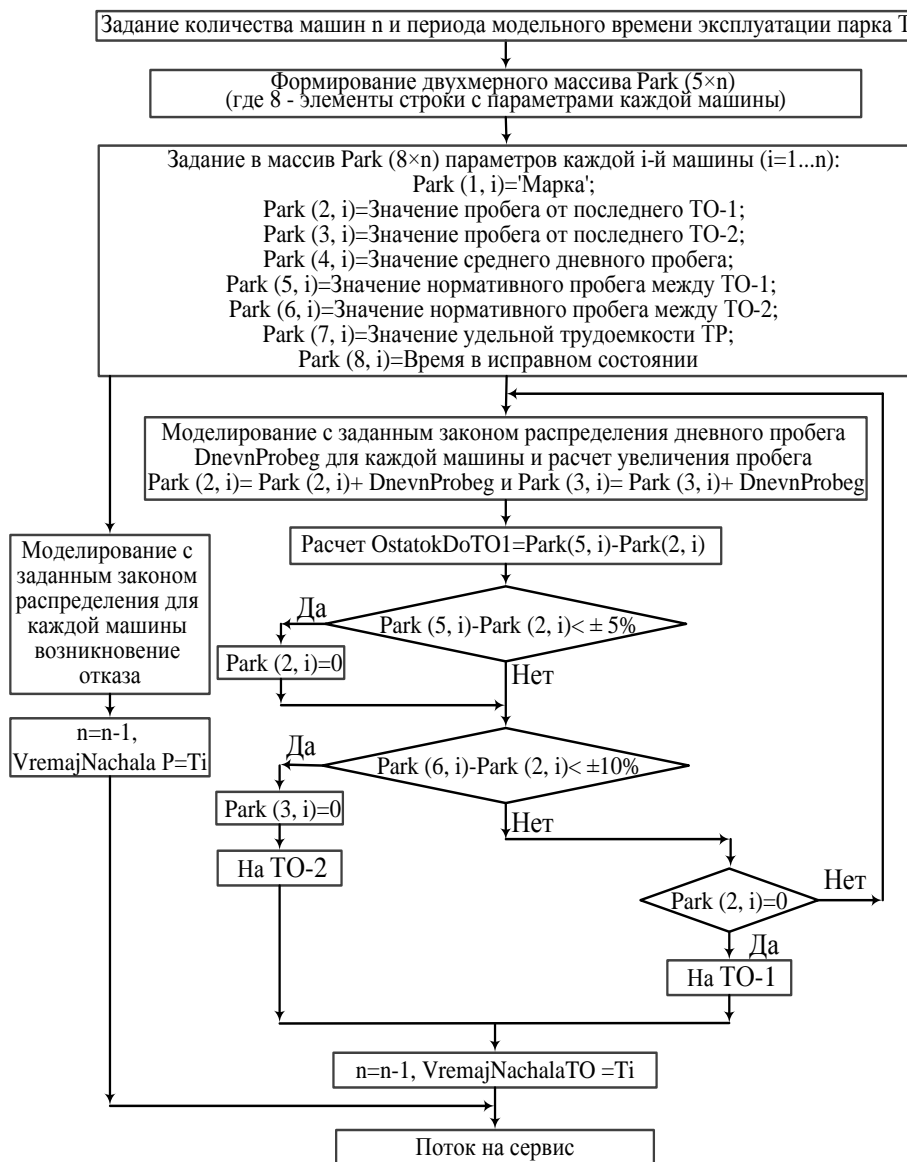 Задание количества машин n и периода модельного времени эксплуатации парка Т
Формирование двухмерного массива Park (5×n)
(где 8 - элементы строки с параметрами каждой машины)
Задание в массив Park (8×n) параметров каждой i-й машины (i=1...n):
Park (1, i)='Марка';
Park (2, i)=Значение пробега от последнего ТО-1;
Park (3, i)=Значение пробега от последнего ТО-2;
Park (4, i)=Значение среднего дневного пробега;
Park (5, i)=Значение нормативного пробега между ТО-1;
Park (6, i)=Значение нормативного пробега между ТО-2;
Park (7, i)=Значение удельной трудоемкости ТР;
Park (8, i)=Время в исправном состоянии
Моделирование с заданным законом распределения дневного пробега
DnevnProbeg для каждой машины и расчет увеличения пробега
Park (2, i)= Park (2, i)+ DnevnProbeg и Park (3, i)= Park (3, i)+ DnevnProbeg
Расчет OstatokDoTO1=Park(5, i)-Park(2, i)
Моделирование с
заданным законом
распределения для
каждой машины
возникновение
отказа
Да
Park (5, i)-Park (2, i)< ± 5%
Park (2, i)=0
Нет
n=n-1,
VremajNachala P=Ti
Да
Park (6, i)-Park (2, i)< ±10%
Park (3, i)=0
Нет
На ТО-2
Нет
Park (2, i)=0
Да
На ТО-1
n=n-1, VremajNachalaTO =Ti
Поток на сервис